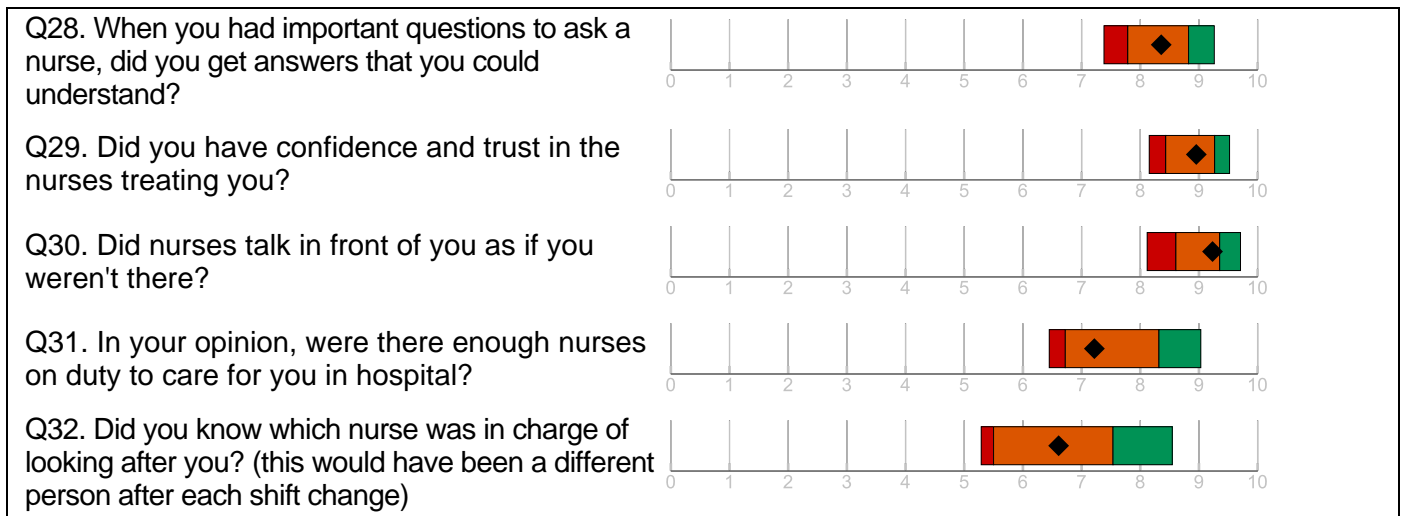 Q28. When you had important questions to ask a
nurse, did you get answers that you could
understand?
0 1 2 3 4 5 6 7 8 9 10
Q29. Did you have confidence and trust in the
nurses treating you?
0 1 2 3 4 5 6 7 8 9 10
Q30. Did nurses talk in front of you as if you
weren't there?
0 1 2 3 4 5 6 7 8 9 10
Q31. In your opinion, were there enough nurses
on duty to care for you in hospital?
0 1 2 3 4 5 6 7 8 9 10
Q32. Did you know which nurse was in charge of
looking after you? (this would have been a different
person after each shift change)
0 1 2 3 4 5 6 7 8 9 10